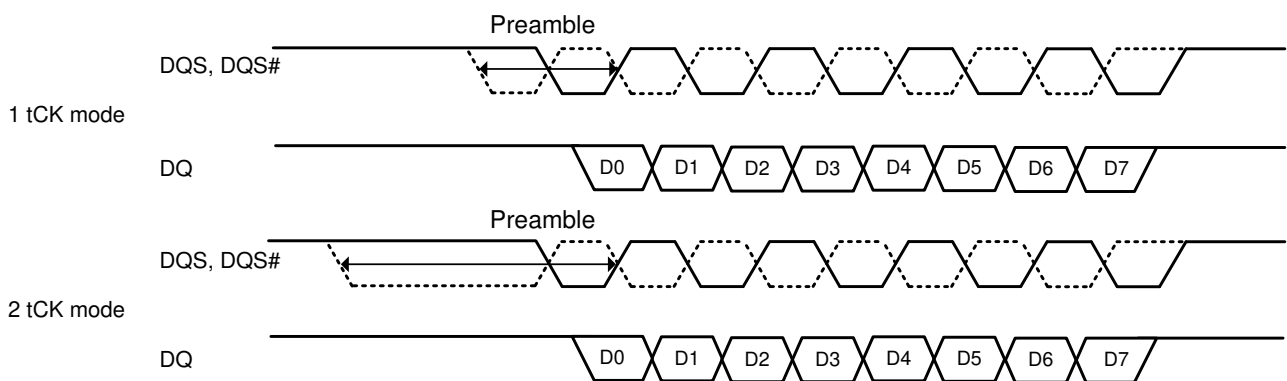 Preamble
DQS, DQS#
1 tCK mode
DQ
D0 D1 D2 D3 D4 D5 D6 D7
Preamble
DQS, DQS#
2 tCK mode
DQ
D0 D1 D2 D3 D4 D5 D6 D7